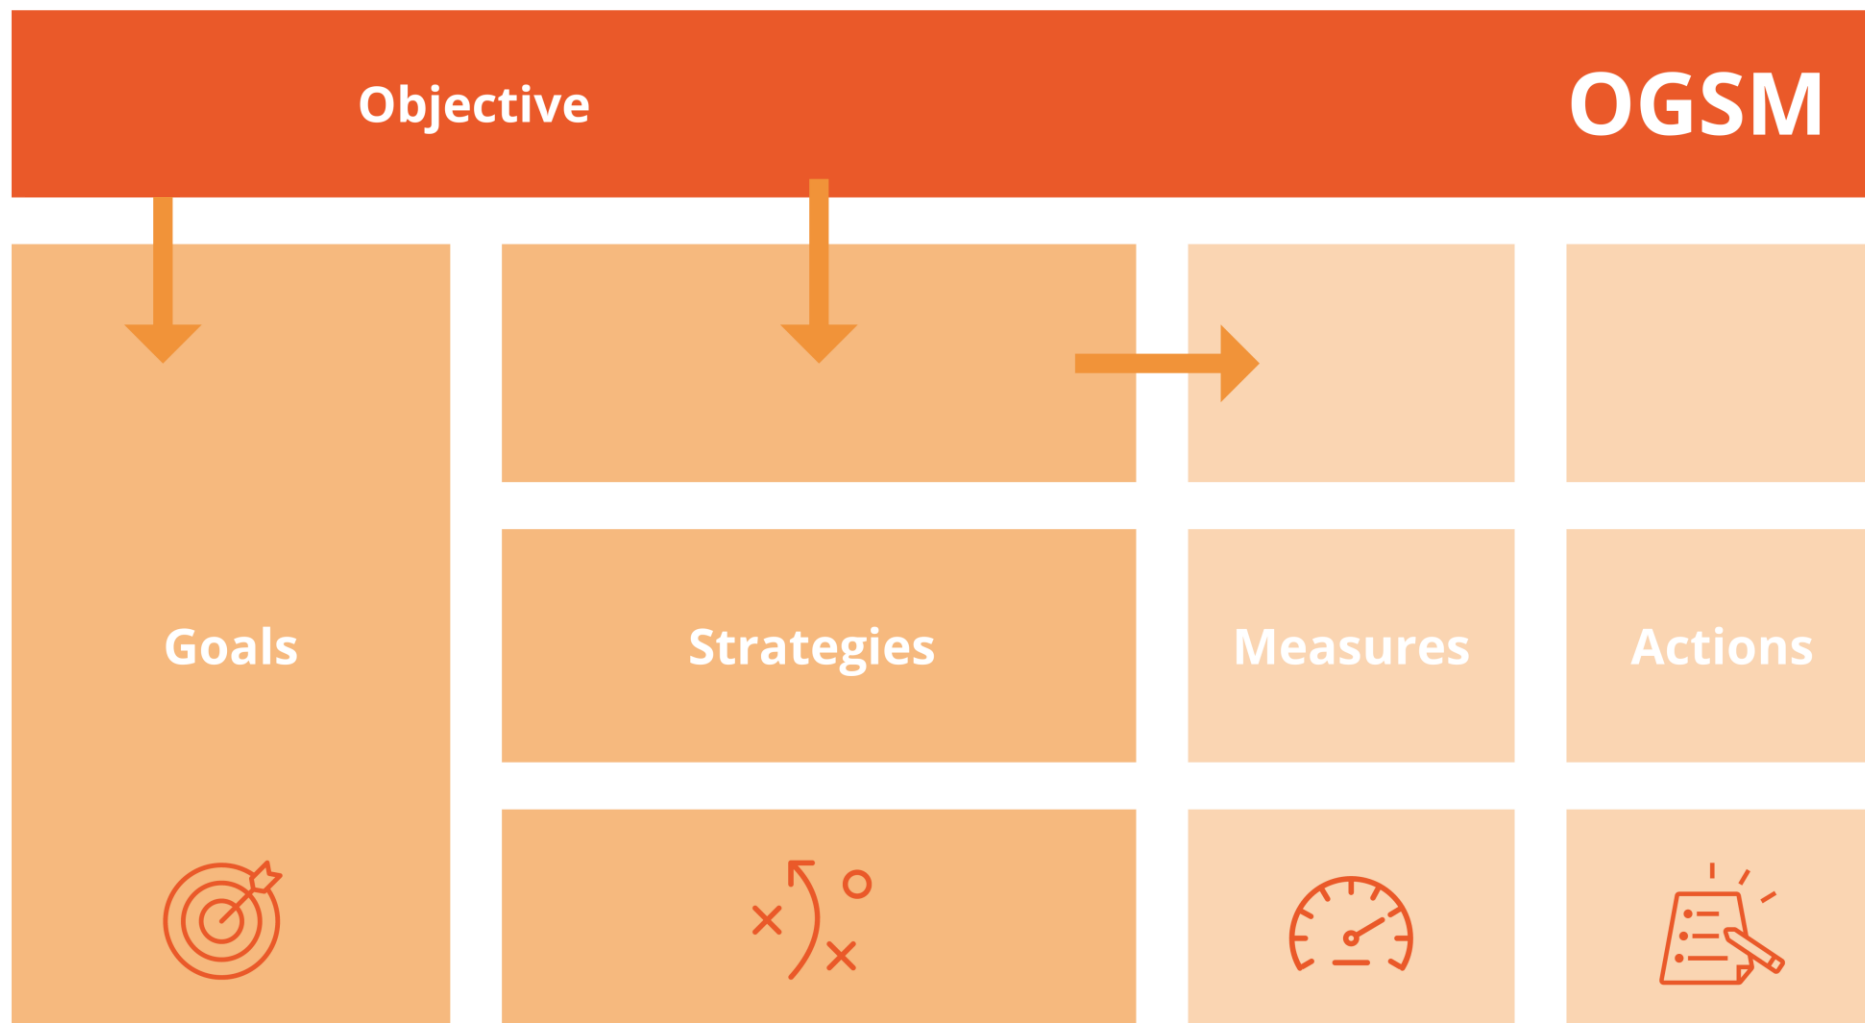 Objective
OGSM
Goals
Strategies
Measures
Actions